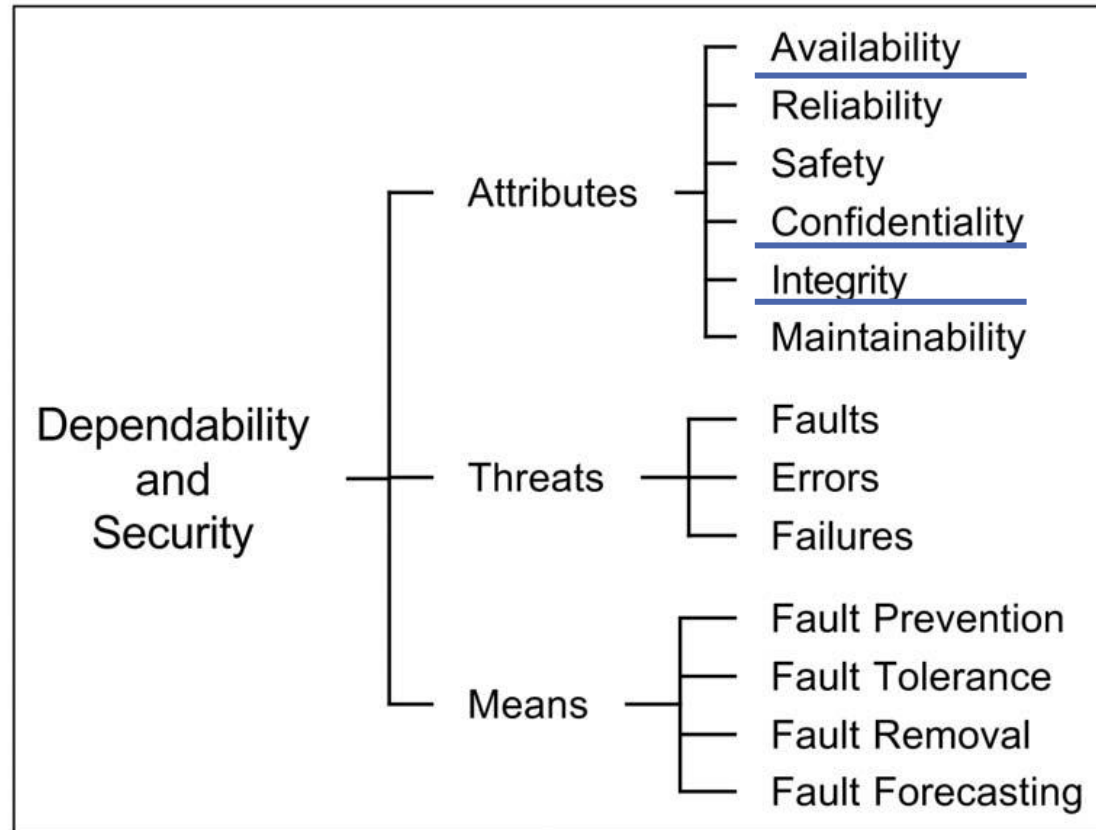 Dependability
and
Security
Attributes
Availability
Reliability
Safety
Confidentiality
Integrity
Maintainability
Threats
Faults
Errors
Failures
Means
Fault Prevention
Fault Tolerance
Fault Removal
Fault Forecasting